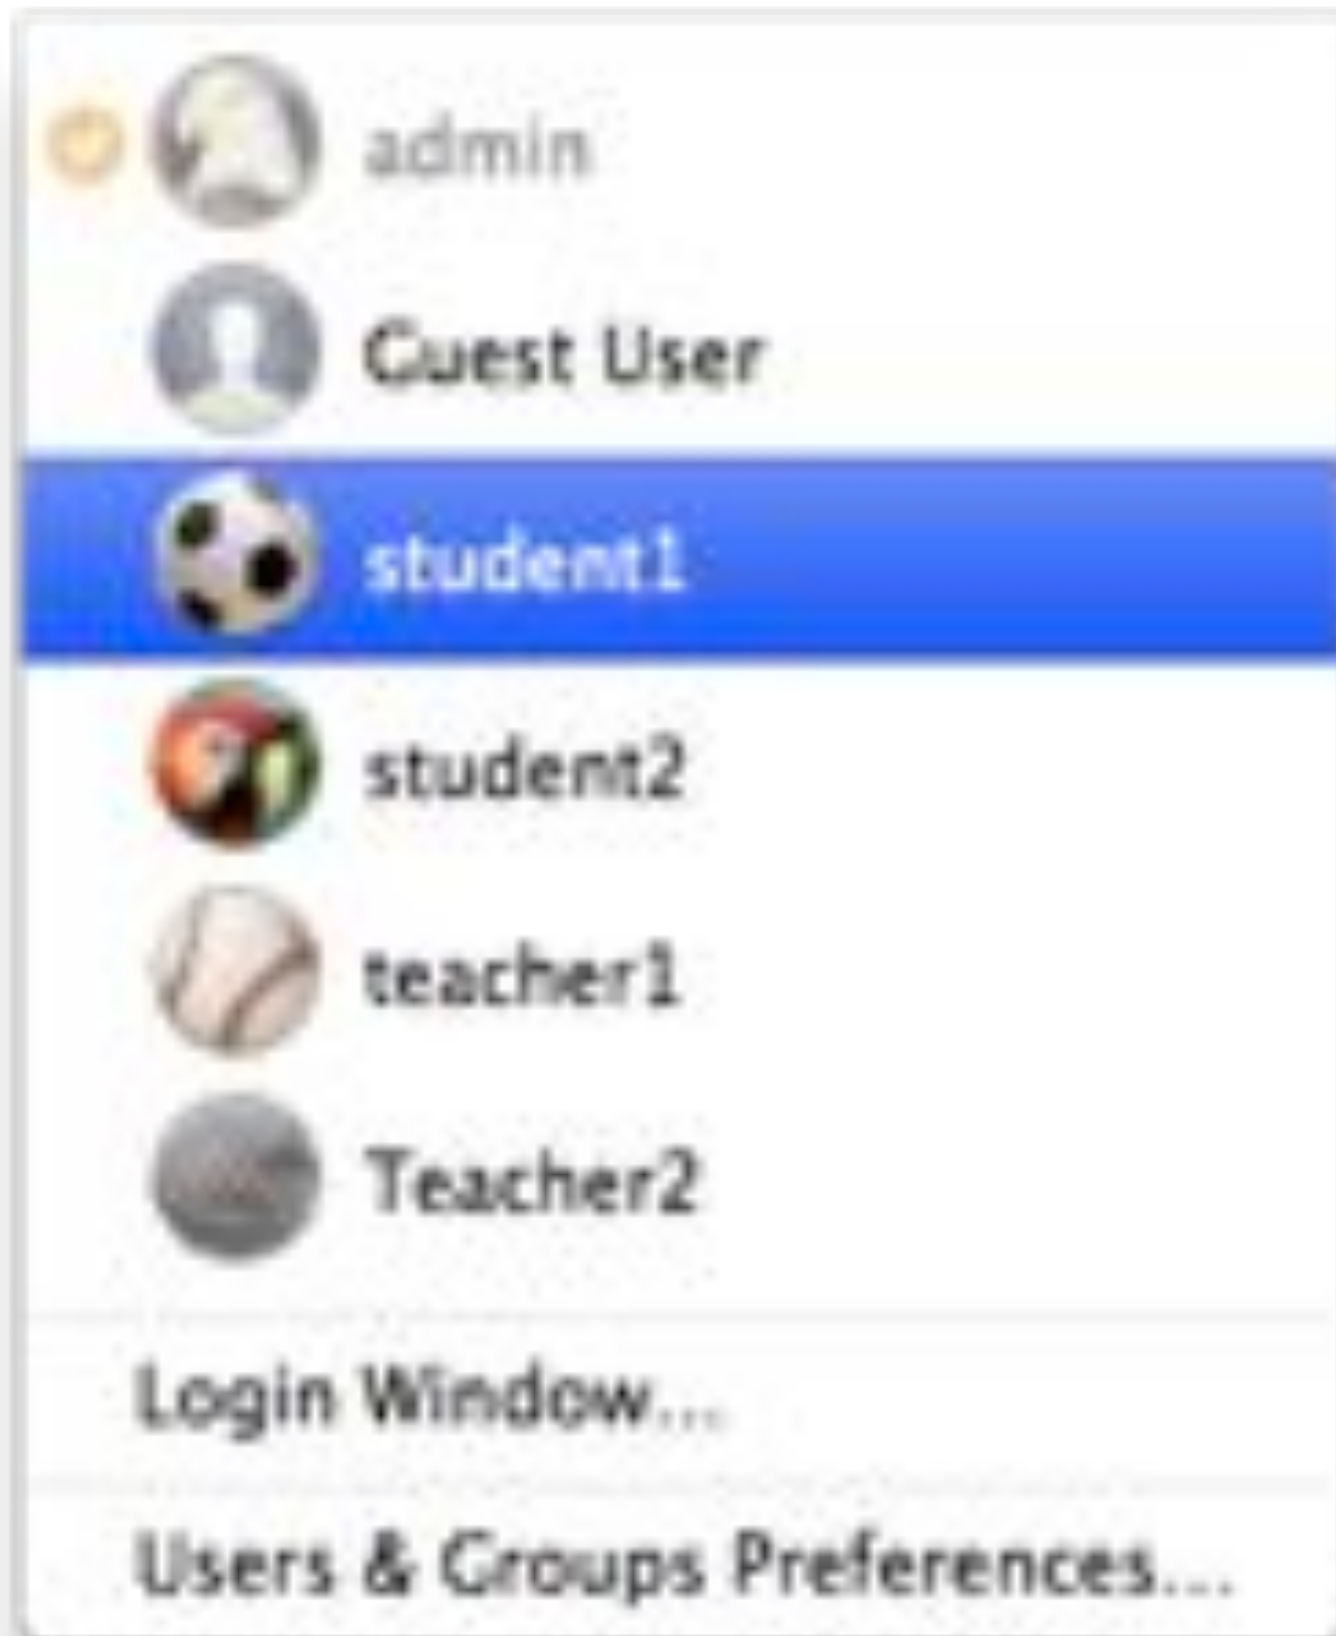 admin
Guest User
student1
student2
teacher1
Teacher2
Login Window...
Users & Groups Preferences...